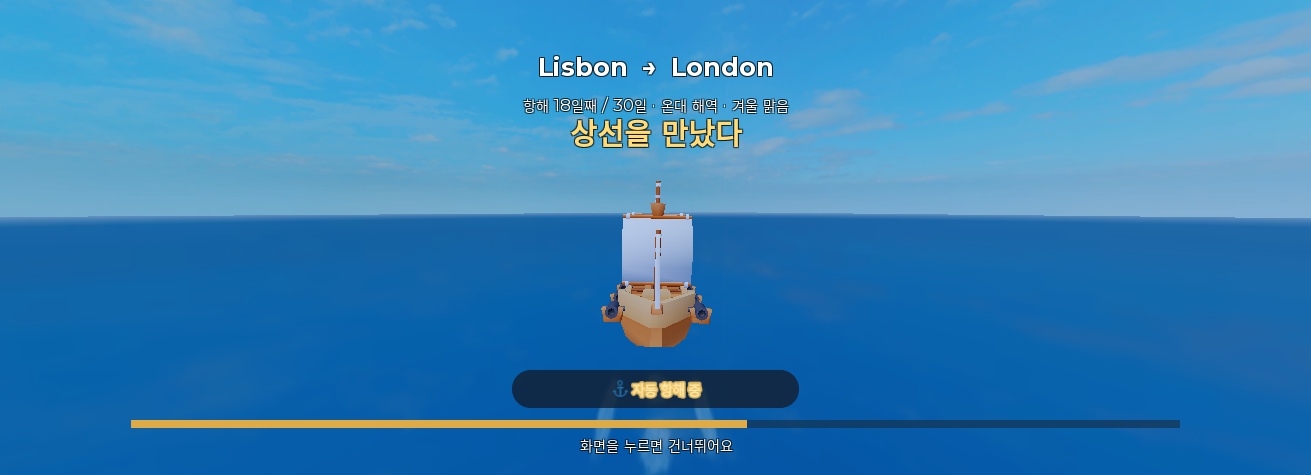 Lisbon → London
항해 18일째 / 30일 · 온대 해역 · 겨울 맑음
상선을 만났다
⚓ 자동 항해 중
화면을 누르면 건너뛰어요